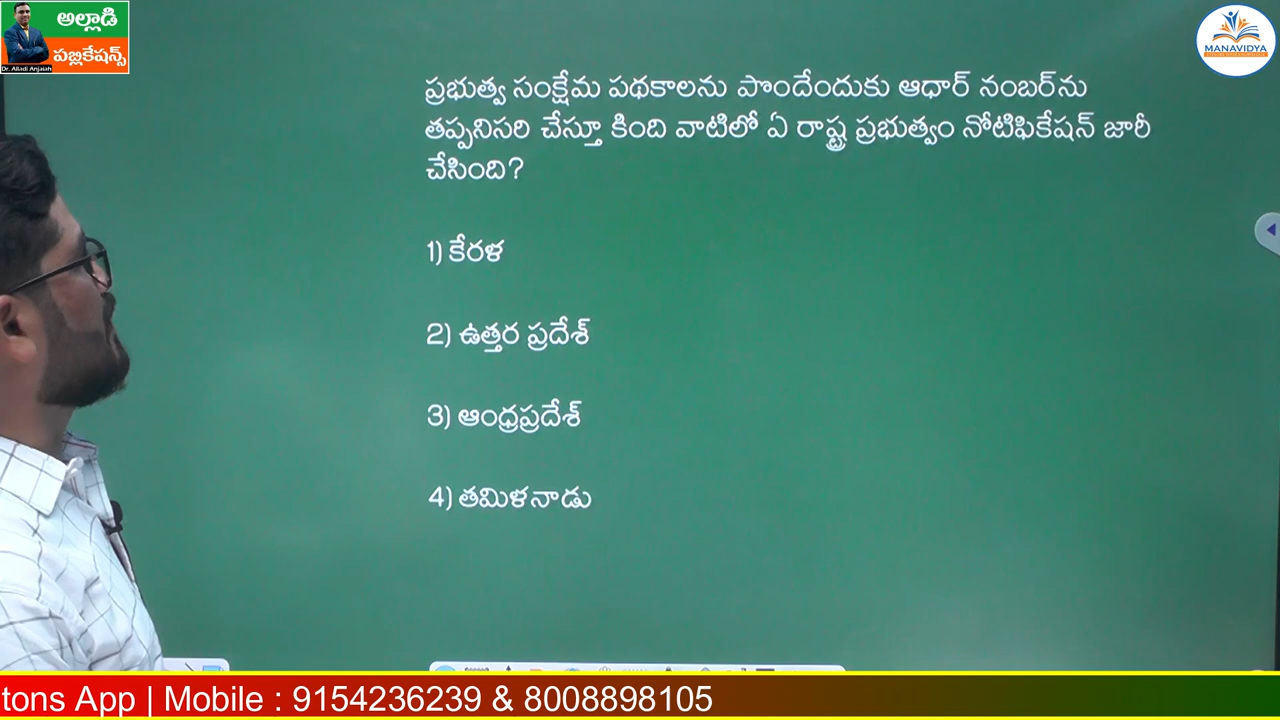 అల్లాడి
పబ్లికేషన్స్
Dr. Alladi Anjaiah
MANAVIDYA
ప్రభుత్వ సంక్షేమ పథకాలను పొందేందుకు ఆధార్ నంబర్‌ను
తప్పనిసరి చేస్తూ కింది వాటిలో ఏ రాష్ట్ర ప్రభుత్వం నోటిఫికేషన్ జారీ
చేసింది?
1) కేరళ
2) ఉత్తర ప్రదేశ్
3) ఆంధ్రప్రదేశ్
4) తమిళనాడు
tons App | Mobile : 9154236239 & 8008898105